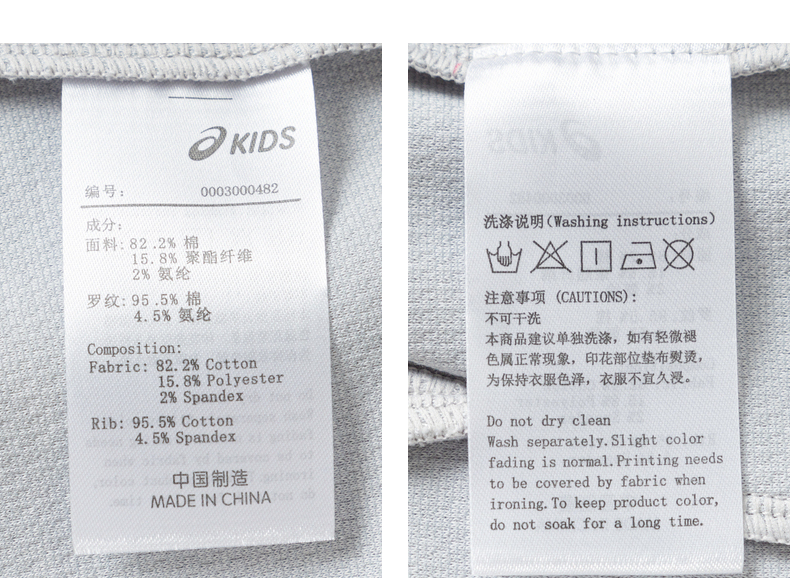 KIDS
编号: 0003000482
成分:
面料: 82.2% 棉
15.8% 聚酯纤维
2% 氨纶
罗纹: 95.5% 棉
4.5% 氨纶
Composition:
Fabric: 82.2% Cotton
15.8% Polyester
2% Spandex
Rib: 95.5% Cotton
4.5% Spandex
中国制造
MADE IN CHINA
洗涤说明(Washing instructions)
注意事项 (CAUTIONS):
不可干洗
本商品建议单独洗涤，如有轻微褪
色属正常现象，印花部位垫布熨烫，
为保持衣服色泽，衣服不宜久浸。
Do not dry clean
Wash separately.Slight color
fading is normal.Printing needs
to be covered by fabric when
ironing.To keep product color,
do not soak for a long time.